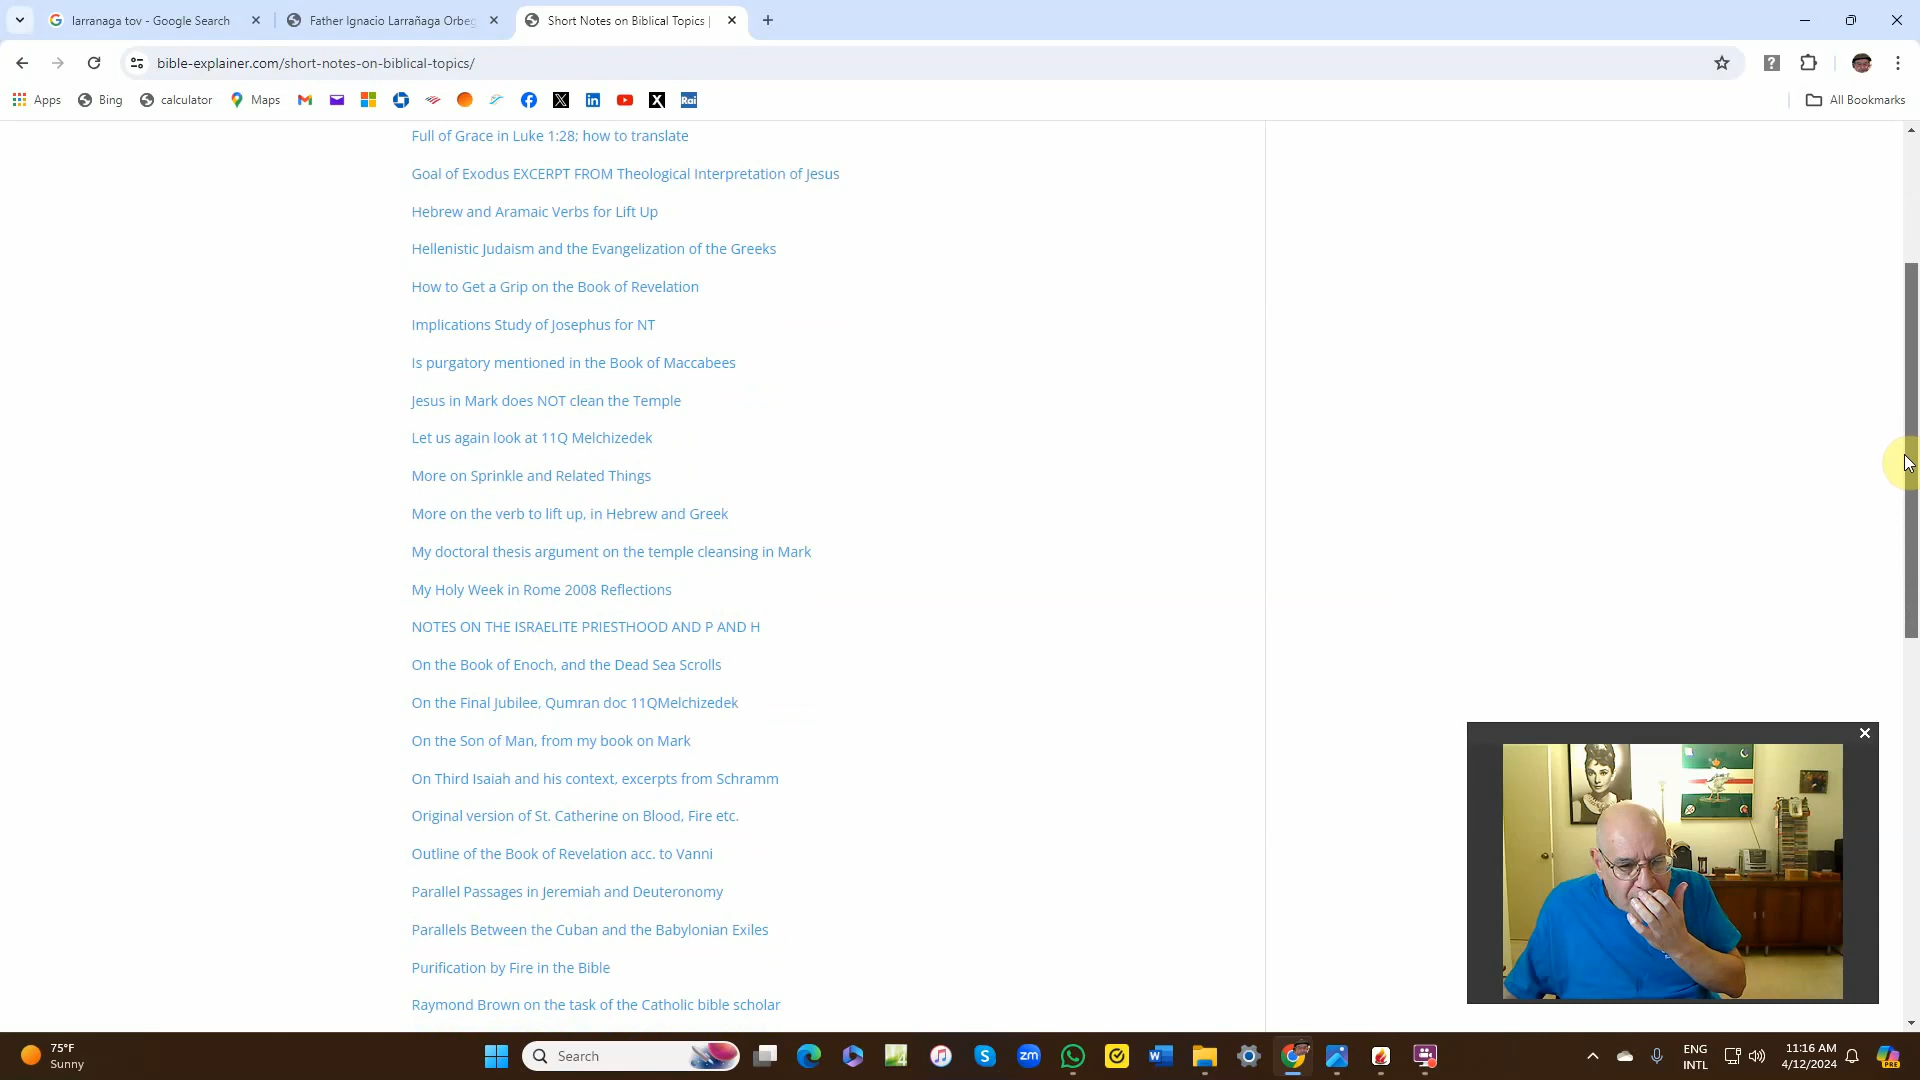 larranaga tov - Google Search
Father Ignacio Larrañaga Orbeg
Short Notes on Biblical Topics |
bible-explainer.com/short-notes-on-biblical-topics/
Apps
Bing
calculator
Maps
Rai
All Bookmarks
Full of Grace in Luke 1:28; how to translate
Goal of Exodus EXCERPT FROM Theological Interpretation of Jesus
Hebrew and Aramaic Verbs for Lift Up
Hellenistic Judaism and the Evangelization of the Greeks
How to Get a Grip on the Book of Revelation
Implications Study of Josephus for NT
Is purgatory mentioned in the Book of Maccabees
Jesus in Mark does NOT clean the Temple
Let us again look at 11Q Melchizedek
More on Sprinkle and Related Things
More on the verb to lift up, in Hebrew and Greek
My doctoral thesis argument on the temple cleansing in Mark
My Holy Week in Rome 2008 Reflections
NOTES ON THE ISRAELITE PRIESTHOOD AND P AND H
On the Book of Enoch, and the Dead Sea Scrolls
On the Final Jubilee, Qumran doc 11QMelchizedek
On the Son of Man, from my book on Mark
On Third Isaiah and his context, excerpts from Schramm
Original version of St. Catherine on Blood, Fire etc.
Outline of the Book of Revelation acc. to Vanni
Parallel Passages in Jeremiah and Deuteronomy
Parallels Between the Cuban and the Babylonian Exiles
Purification by Fire in the Bible
Raymond Brown on the task of the Catholic bible scholar
75°F
Sunny
Search
zm
ENG
INTL
11:16 AM
4/12/2024
PRE